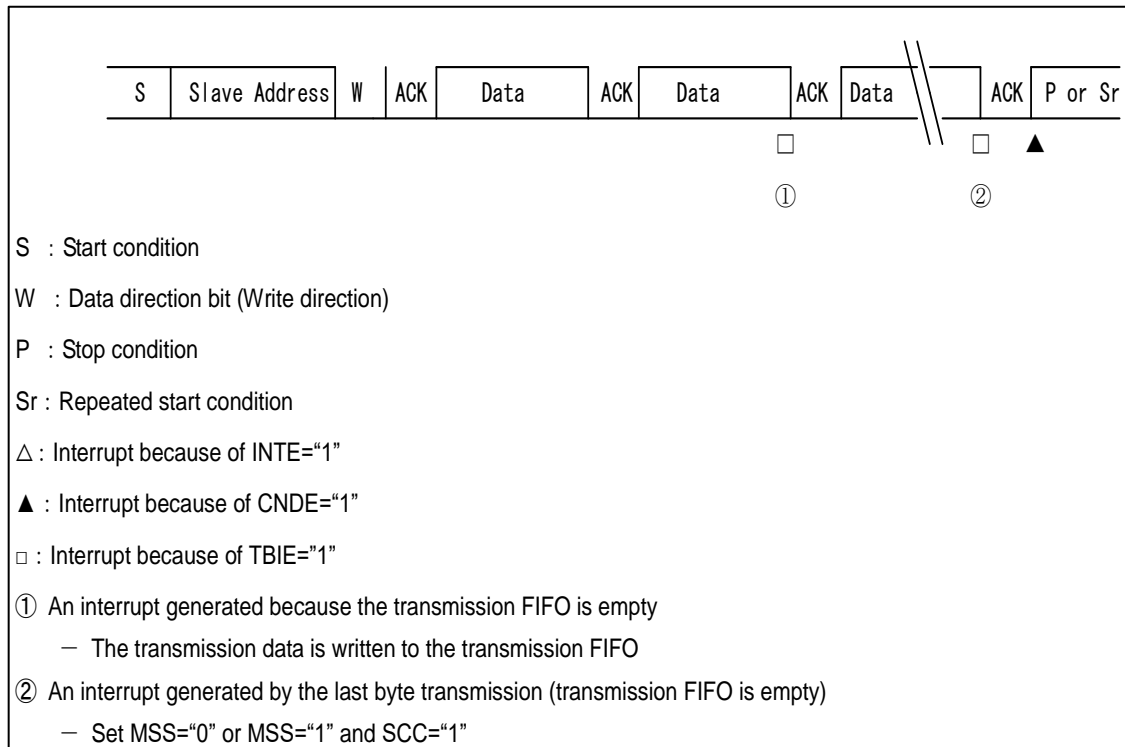 S Slave Address W ACK Data ACK Data ACK Data ACK P or Sr
□ □ ▲
① ②
S : Start condition
W : Data direction bit (Write direction)
P : Stop condition
Sr : Repeated start condition
△ : Interrupt because of INTE=“1”
▲ : Interrupt because of CNDE=“1”
□ : Interrupt because of TBIE=”1”
① An interrupt generated because the transmission FIFO is empty
－ The transmission data is written to the transmission FIFO
② An interrupt generated by the last byte transmission (transmission FIFO is empty)
－ Set MSS=“0” or MSS=“1” and SCC=“1”